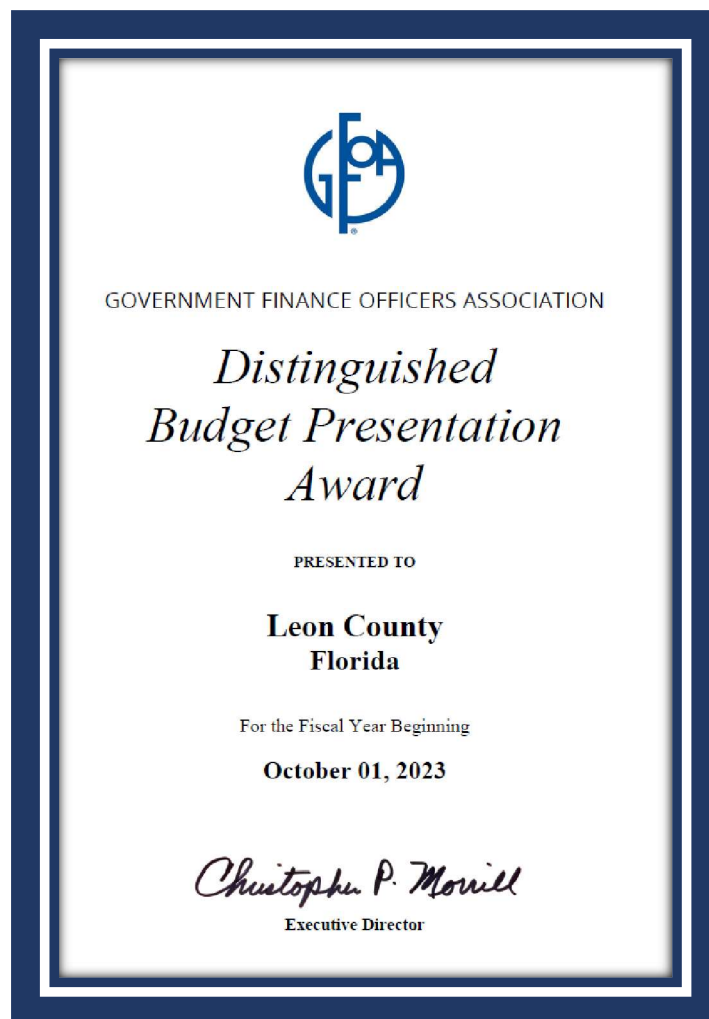 GFOA
®
GOVERNMENT FINANCE OFFICERS ASSOCIATION
Distinguished
Budget Presentation
Award
PRESENTED TO
Leon County
Florida
For the Fiscal Year Beginning
October 01, 2023
Christopher P. Morrill
Executive Director